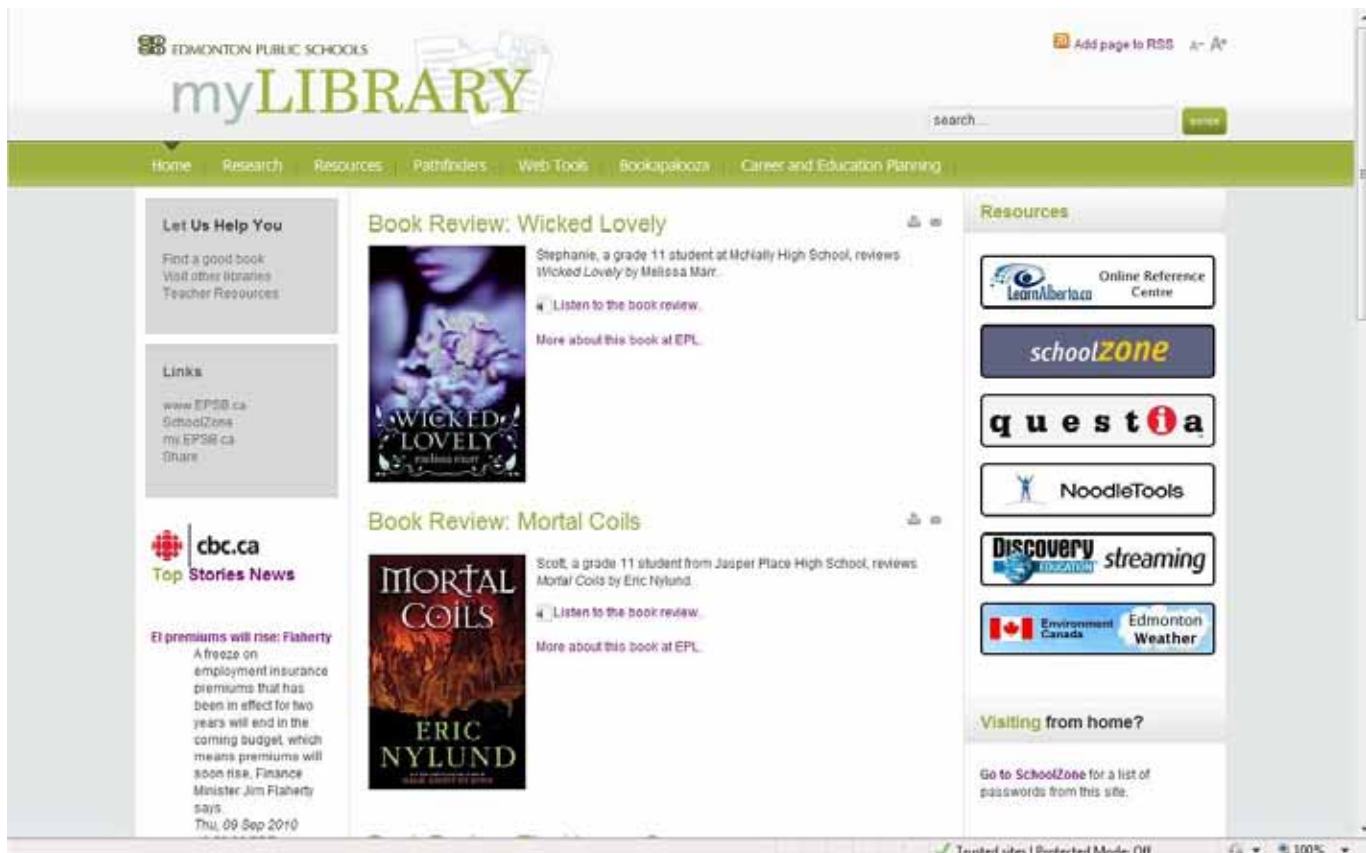 EDMONTON PUBLIC SCHOOLS
myLIBRARY
Add page to RSS A- A+
search...
Home Research Resources Pathfinders Web Tools Bookapalooza Career and Education Planning
Let Us Help You
Find a good book
Visit other libraries
Teacher Resources
Links
www.EPSB.ca
SchoolZone
my.EPSB.ca
Share
cbc.ca
Top Stories News
EI premiums will rise: Flaherty
A freeze on
employment insurance
premiums that has
been in effect for two
years will end in the
coming budget, which
means premiums will
soon rise, Finance
Minister Jim Flaherty
says.
Thu, 09 Sep 2010
Book Review: Wicked Lovely
WICKED
LOVELY
melissa marr
Stephanie, a grade 11 student at McNally High School, reviews
Wicked Lovely by Melissa Marr.
Listen to the book review.
More about this book at EPL.
Book Review: Mortal Coils
MORTAL
COILS
ERIC
NYLUND
Scott, a grade 11 student from Jasper Place High School, reviews
Mortal Coils by Eric Nylund.
Listen to the book review.
More about this book at EPL.
Resources
LearnAlberta.ca Online Reference
Centre
schoolzone
questia
NoodleTools
Discovery
EDUCATION streaming
Environment
Canada
Edmonton
Weather
Visiting from home?
Go to SchoolZone for a list of
passwords from this site.
Trusted sites | Protected Mode: Off
100%